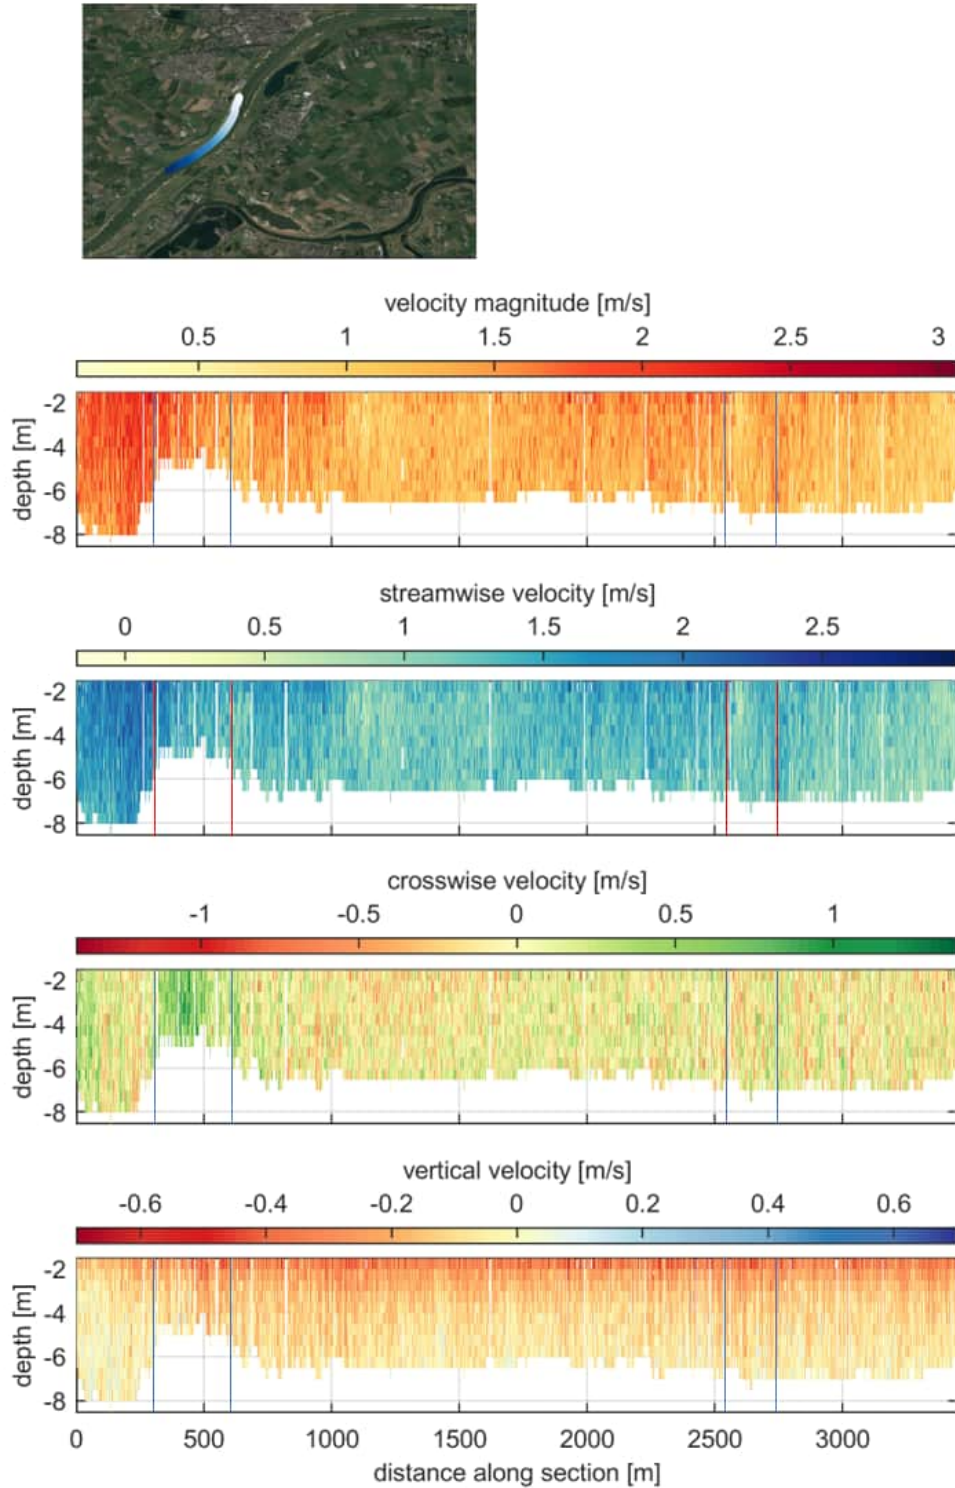 velocity magnitude [m/s]
0.5 1 1.5 2 2.5 3
depth [m]
-2
-4
-6
-8
streamwise velocity [m/s]
0 0.5 1 1.5 2 2.5
depth [m]
-2
-4
-6
-8
crosswise velocity [m/s]
-1 -0.5 0 0.5 1
depth [m]
-2
-4
-6
-8
vertical velocity [m/s]
-0.6 -0.4 -0.2 0 0.2 0.4 0.6
depth [m]
-2
-4
-6
-8
0 500 1000 1500 2000 2500 3000
distance along section [m]